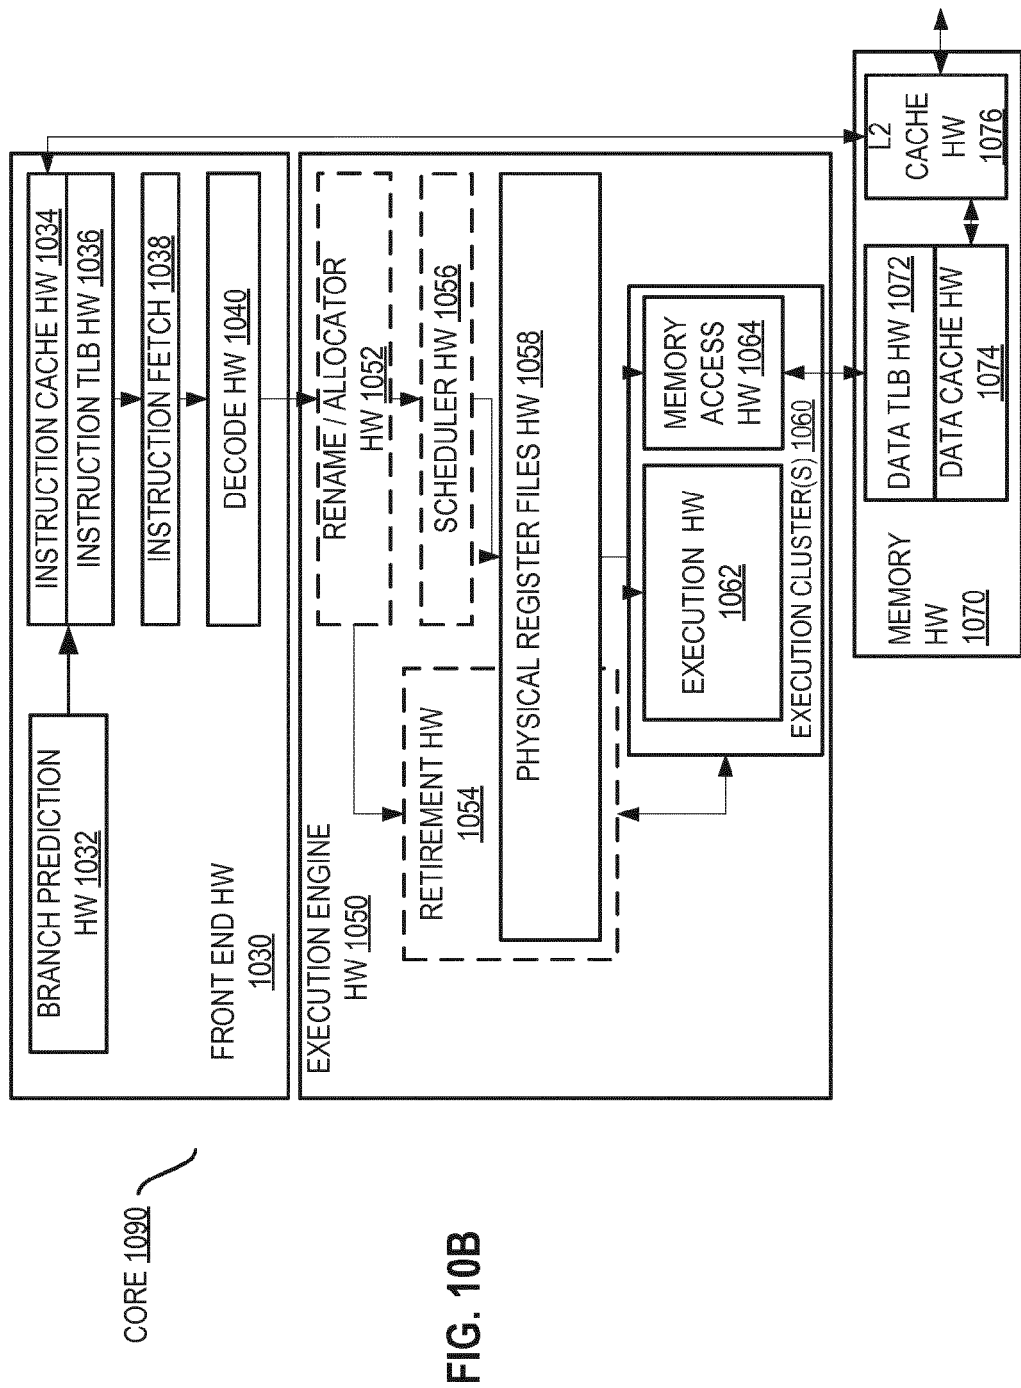 CORE 1090
BRANCH PREDICTION
HW 1032
INSTRUCTION CACHE HW 1034
INSTRUCTION TLB HW 1036
INSTRUCTION FETCH 1038
DECODE HW 1040
FRONT END HW
1030
EXECUTION ENGINE
HW 1050
RENAME / ALLOCATOR
HW 1052
SCHEDULER HW 1056
RETIREMENT HW
1054
PHYSICAL REGISTER FILES HW 1058
EXECUTION HW
1062
MEMORY
ACCESS
HW 1064
EXECUTION CLUSTER(S) 1060
MEMORY
HW
1070
DATA TLB HW 1072
DATA CACHE HW
1074
L2
CACHE
HW
1076
FIG. 10B